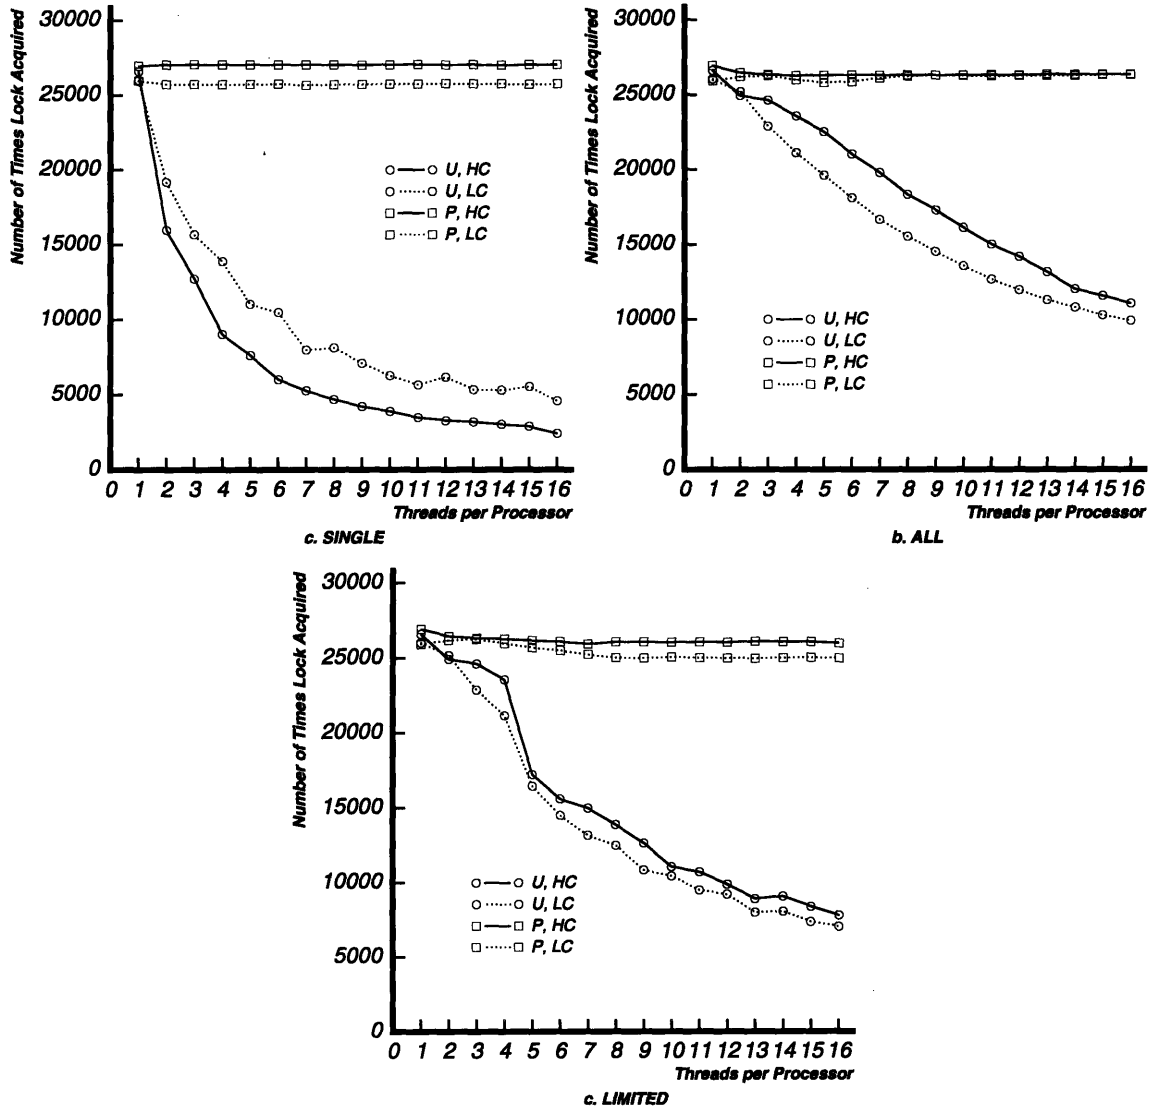 Number of Times Lock Acquired
30000
25000
20000
15000
10000
5000
0
U, HC
U, LC
P, HC
P, LC
0 1 2 3 4 5 6 7 8 9 10 11 12 13 14 15 16
Threads per Processor
c. SINGLE
Number of Times Lock Acquired
30000
25000
20000
15000
10000
5000
0
U, HC
U, LC
P, HC
P, LC
0 1 2 3 4 5 6 7 8 9 10 11 12 13 14 15 16
Threads per Processor
b. ALL
Number of Times Lock Acquired
30000
25000
20000
15000
10000
5000
0
U, HC
U, LC
P, HC
P, LC
0 1 2 3 4 5 6 7 8 9 10 11 12 13 14 15 16
Threads per Processor
c. LIMITED